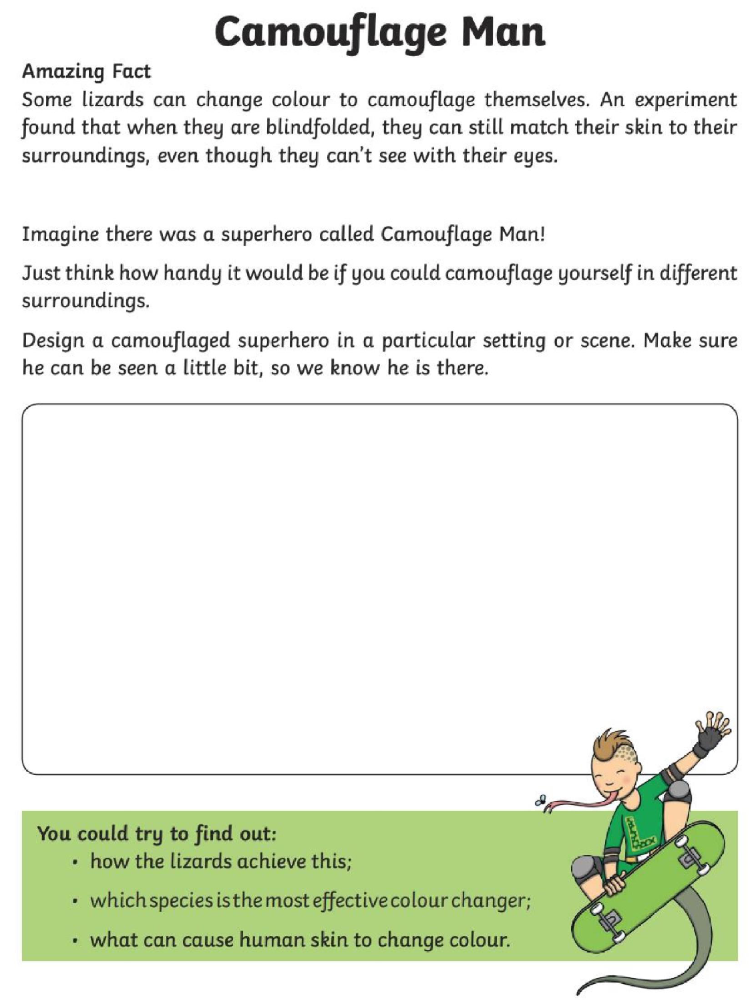 Camouflage Man
Amazing Fact
Some lizards can change colour to camouflage themselves. An experiment
found that when they are blindfolded, they can still match their skin to their
surroundings, even though they can't see with their eyes.
Imagine there was a superhero called Camouflage Man!
Just think how handy it would be if you could camouflage yourself in different
surroundings.
Design a camouflaged superhero in a particular setting or scene. Make sure
he can be seen a little bit, so we know he is there.
You could try to find out:
• how the lizards achieve this;
• which species is the most effective colour changer;
• what can cause human skin to change colour.